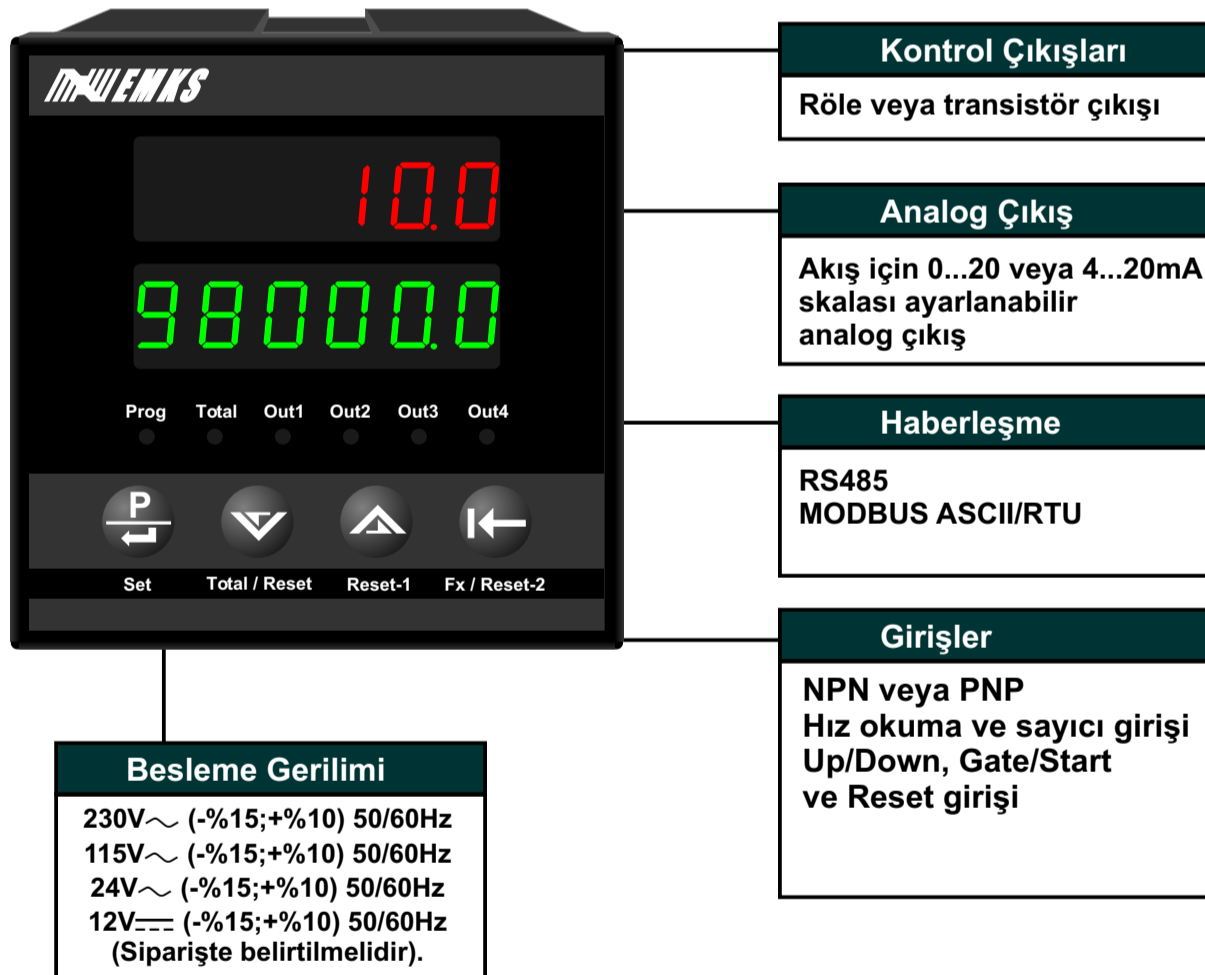 EMKS
10.0
98000.0
Prog Total Out1 Out2 Out3 Out4
P
Set Total / Reset Reset-1 Fx / Reset-2
Kontrol Çıkışları
Röle veya transistör çıkışı
Analog Çıkış
Akış için 0...20 veya 4...20mA
skalası ayarlanabilir
analog çıkış
Haberleşme
RS485
MODBUS ASCII/RTU
Girişler
NPN veya PNP
Hız okuma ve sayıcı girişi
Up/Down, Gate/Start
ve Reset girişi
Besleme Gerilimi
230V⏦ (-%15;+%10) 50/60Hz
115V⏦ (-%15;+%10) 50/60Hz
24V⏦ (-%15;+%10) 50/60Hz
12V⎓ (-%15;+%10) 50/60Hz
(Siparişte belirtilmelidir).